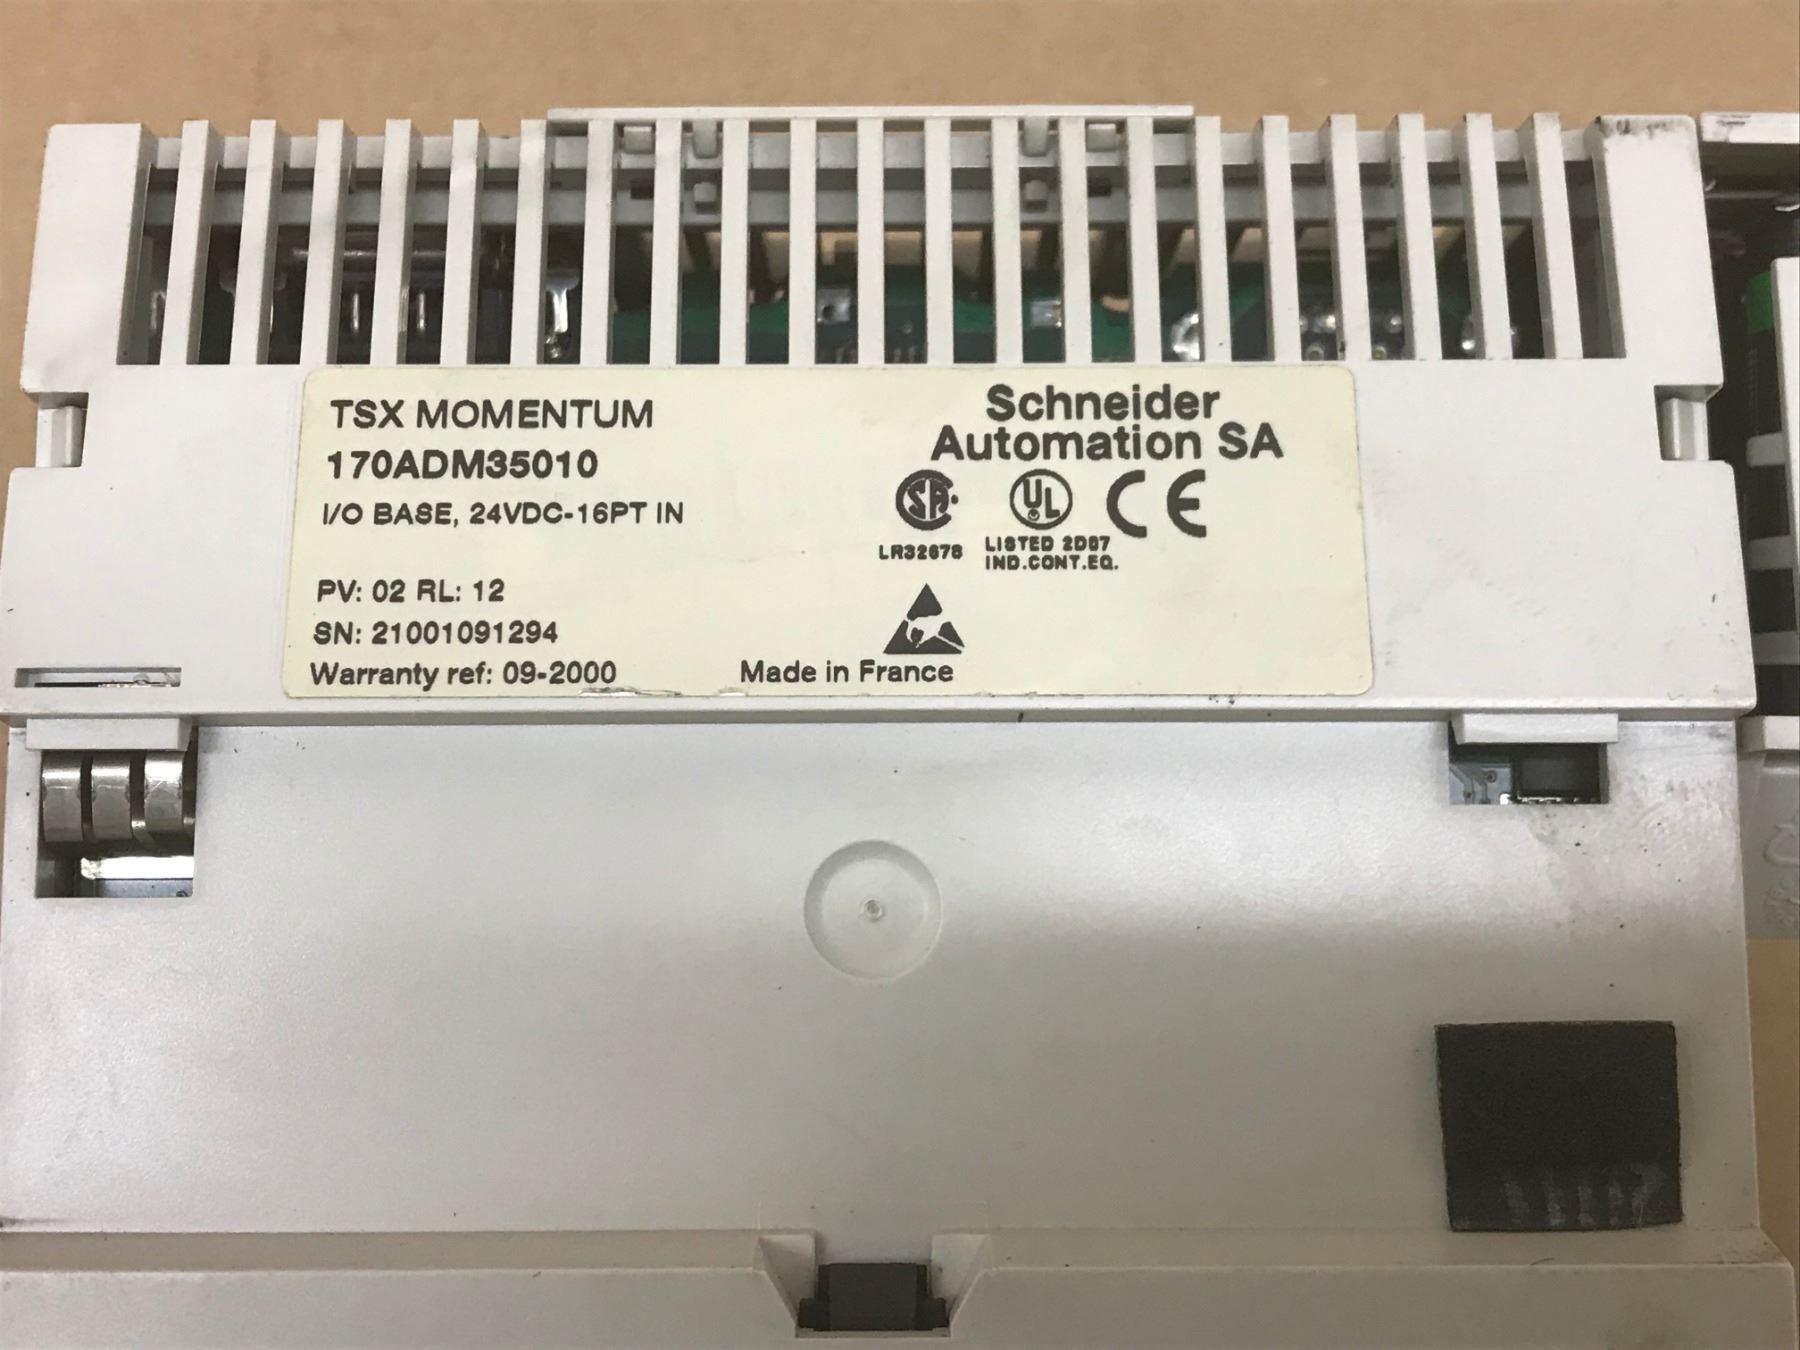 TSX MOMENTUM
170ADM35010
I/O BASE, 24VDC-16PT IN
PV: 02 RL: 12
SN: 21001091294
Warranty ref: 09-2000
Made in France
Schneider
Automation SA
LR32678
LISTED 2D67
IND.CONT.EQ.